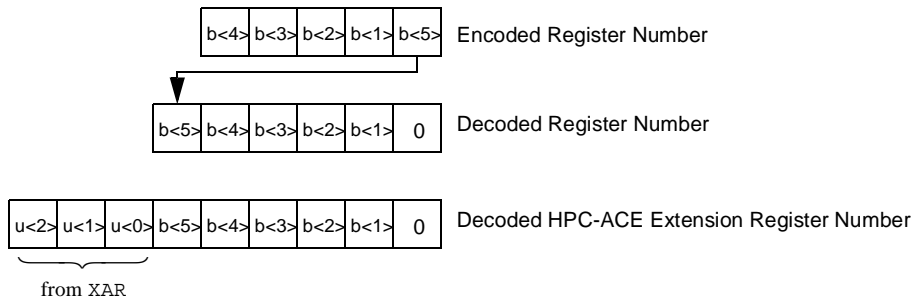 b<4> b<3> b<2> b<1> b<5> Encoded Register Number
b<5> b<4> b<3> b<2> b<1> 0 Decoded Register Number
u<2> u<1> u<0> b<5> b<4> b<3> b<2> b<1> 0 Decoded HPC-ACE Extension Register Number
from XAR